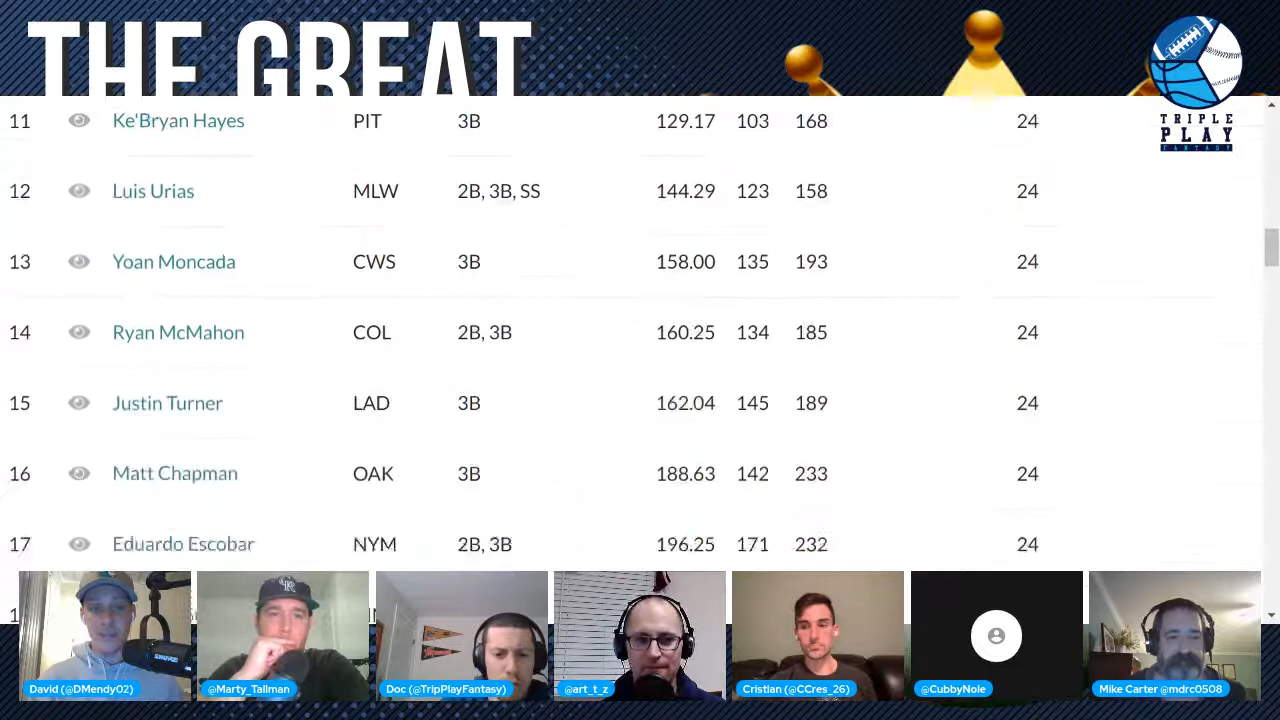 THE GREAT
TRIPLE
PLAY
FANTASY
11 Ke'Bryan Hayes PIT 3B 129.17 103 168 24
12 Luis Urias MLW 2B, 3B, SS 144.29 123 158 24
13 Yoan Moncada CWS 3B 158.00 135 193 24
14 Ryan McMahon COL 2B, 3B 160.25 134 185 24
15 Justin Turner LAD 3B 162.04 145 189 24
16 Matt Chapman OAK 3B 188.63 142 233 24
17 Eduardo Escobar NYM 2B, 3B 196.25 171 232 24
David (@DMendy02)
@Marty_Tallman
Doc (@TripPlayFantasy)
@art_t_z
Cristian (@CCres_26)
@CubbyNole
Mike Carter @mdrc0508